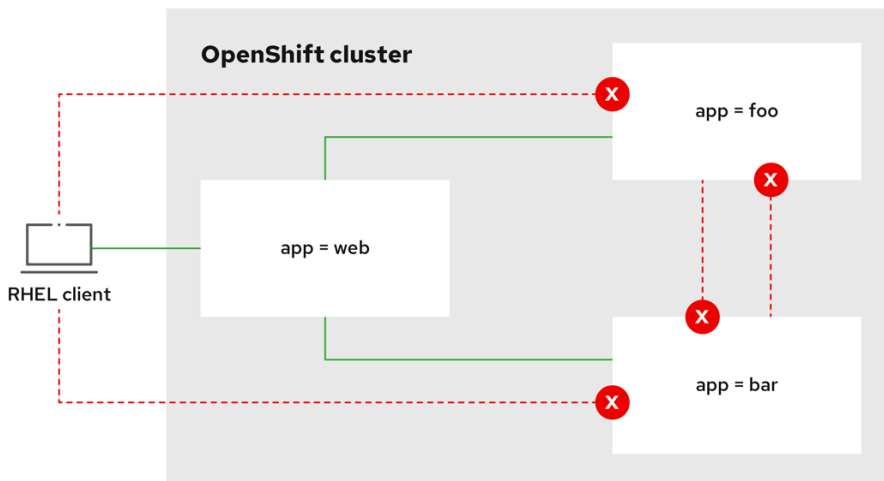 OpenShift cluster
X
app = foo
X
app = web
RHEL client
X
app = bar
X